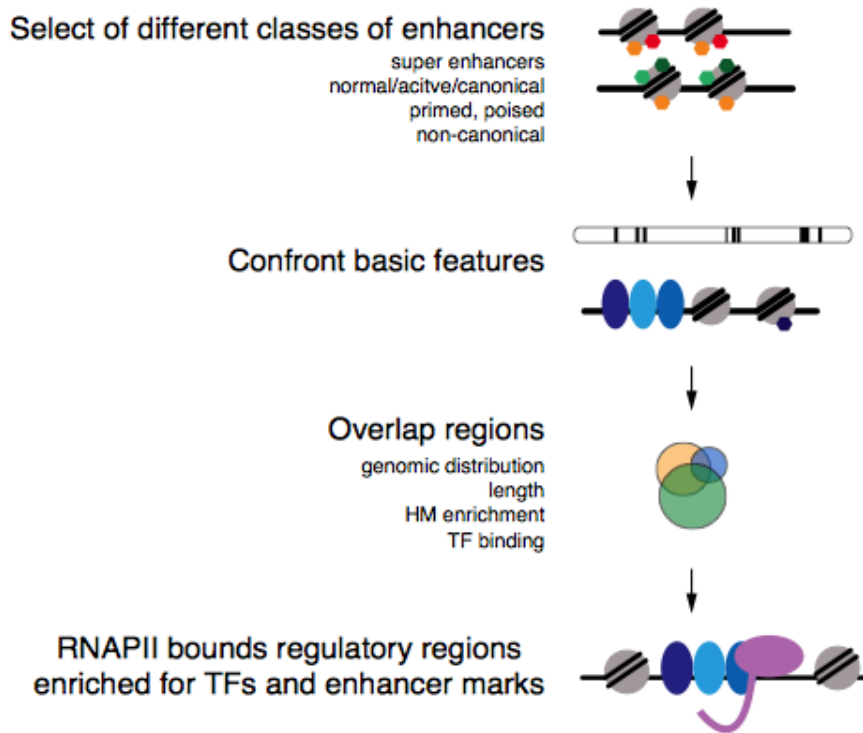 Select of different classes of enhancers
super enhancers
normal/acitve/canonical
primed, poised
non-canonical
Confront basic features
Overlap regions
genomic distribution
length
HM enrichment
TF binding
RNAPII bounds regulatory regions
enriched for TFs and enhancer marks